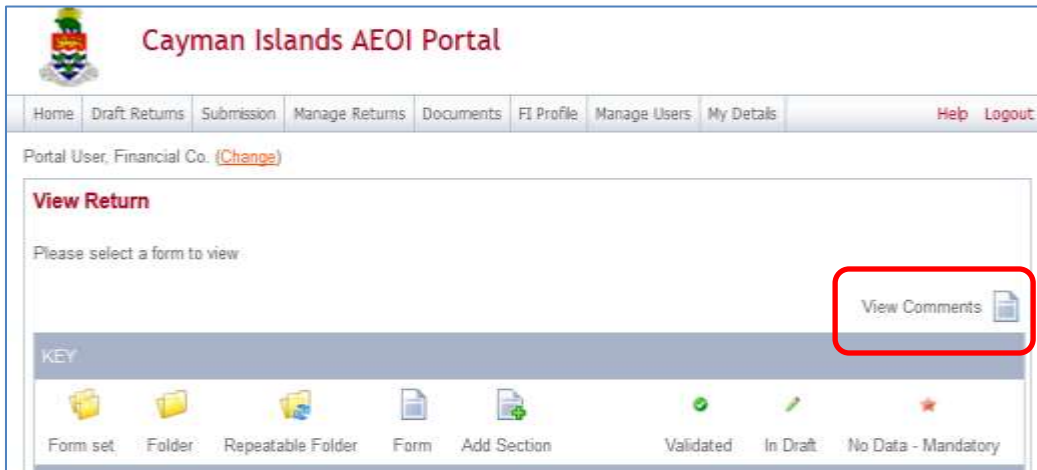 Cayman Islands AEOI Portal
Home Draft Returns Submission Manage Returns Documents FI Profile Manage Users My Details Help Logout
Portal User, Financial Co. (Change)
View Return
Please select a form to view
View Comments
KEY
Form set Folder Repeatable Folder Form Add Section Validated In Draft No Data - Mandatory